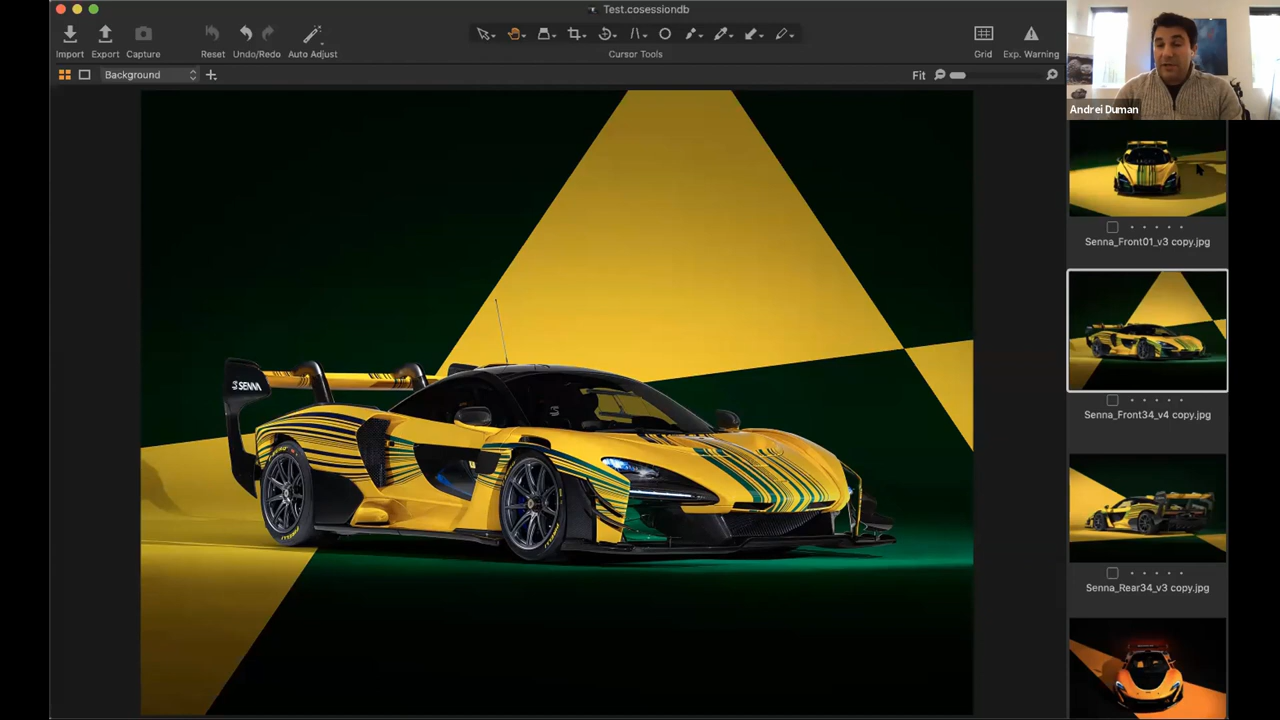 Test.cosessiondb
Import
Export
Capture
Reset
Undo/Redo
Auto Adjust
Cursor Tools
Grid
Exp. Warning
Background
Fit
Andrei Duman
SENNA
PIRELLI
Senna_Front01_v3 copy.jpg
Senna_Front34_v4 copy.jpg
Senna_Rear34_v3 copy.jpg